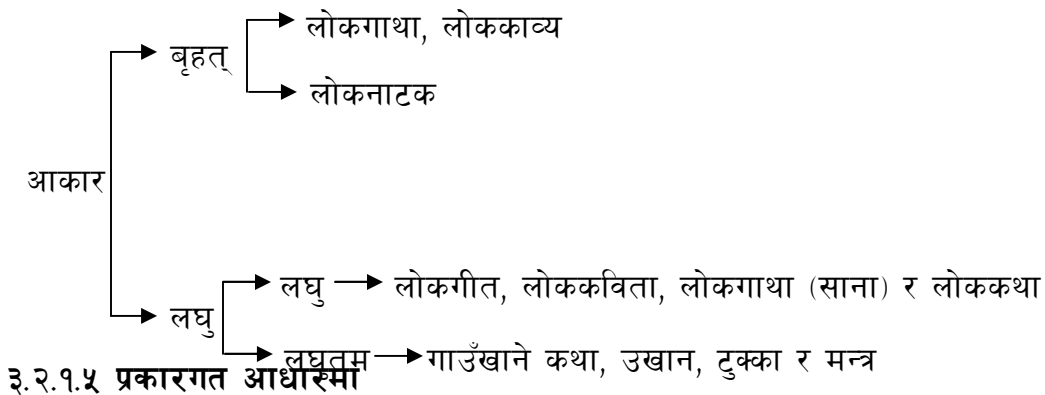 लोकगाथा, लोककाव्य
बृहत्
लोकनाटक
आकार
लघु लोकगीत, लोककविता, लोकगाथा (साना) र लोककथा
लघु
लघुतम गाउँखाने कथा, उखान, टुक्का र मन्त्र
३.२.१.५ प्रकारगत आधारमा